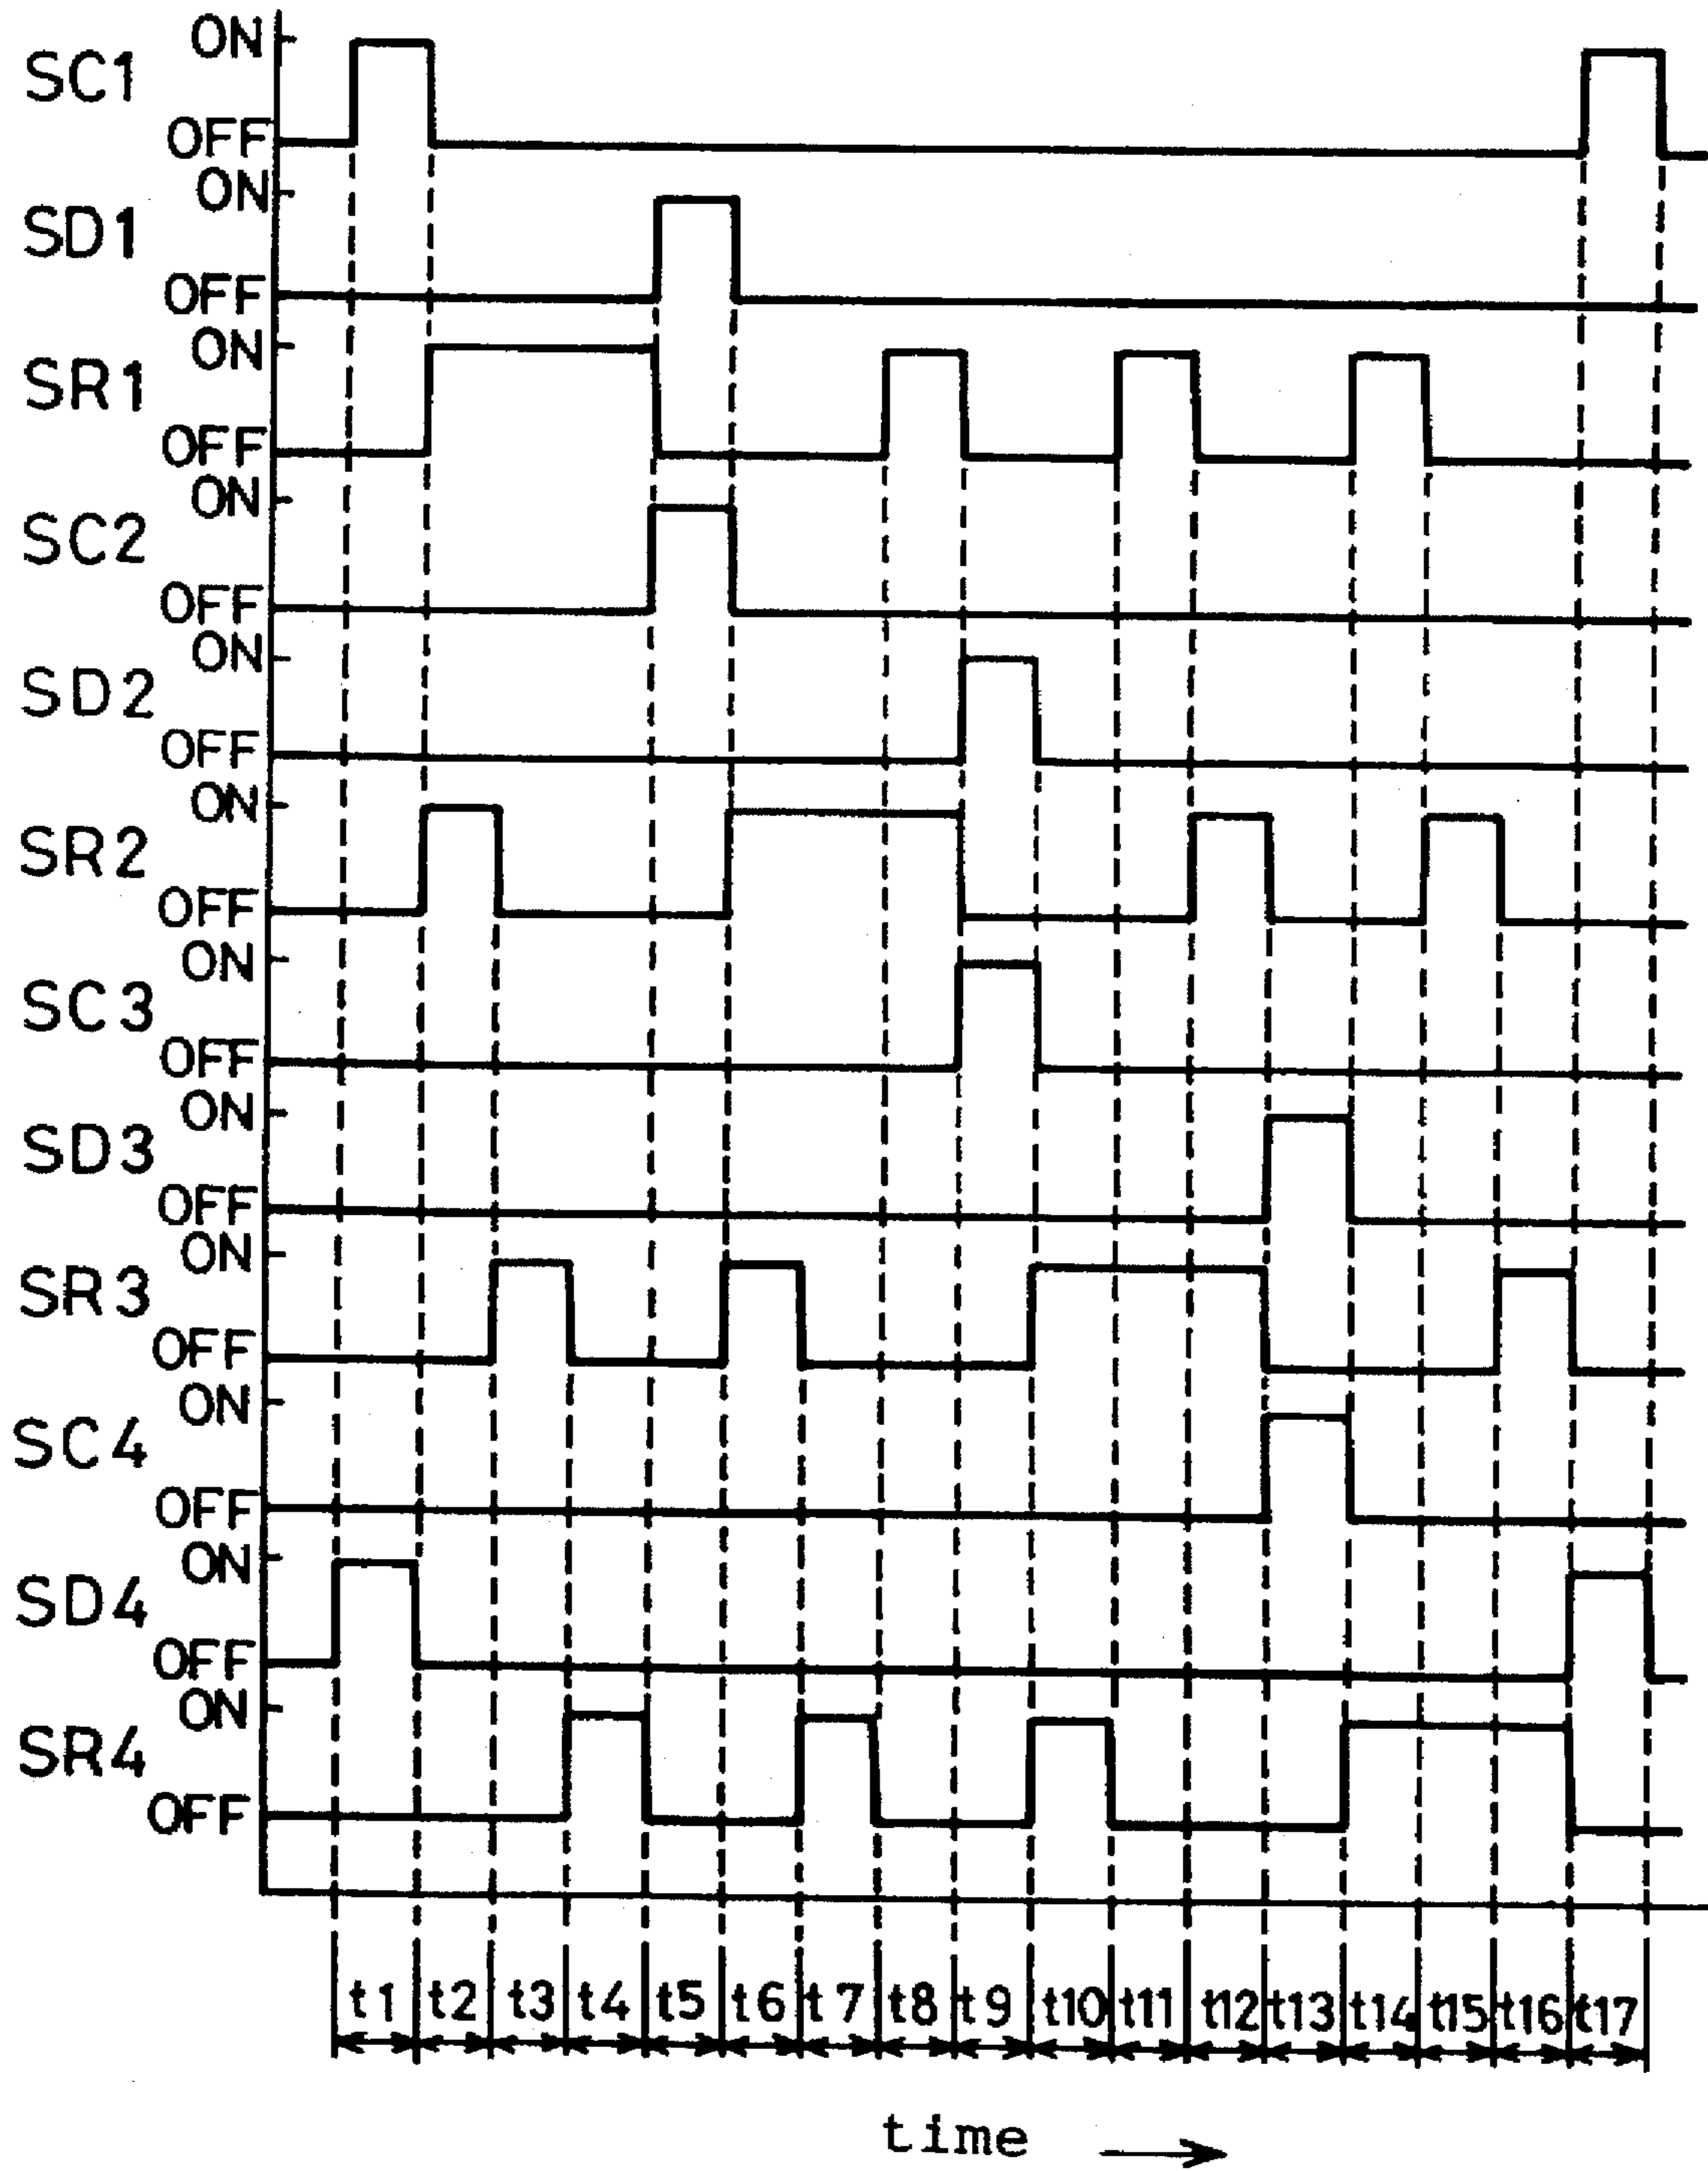 ON
SC1
OFF
ON
SD1
OFF
ON
SR1
OFF
ON
SC2
OFF
ON
SD2
OFF
ON
SR2
OFF
ON
SC3
OFF
ON
SD3
OFF
ON
SR3
OFF
ON
SC4
OFF
ON
SD4
OFF
ON
SR4
OFF
t1 t2 t3 t4 t5 t6 t7 t8 t9 t10 t11 t12 t13 t14 t15 t16 t17
time